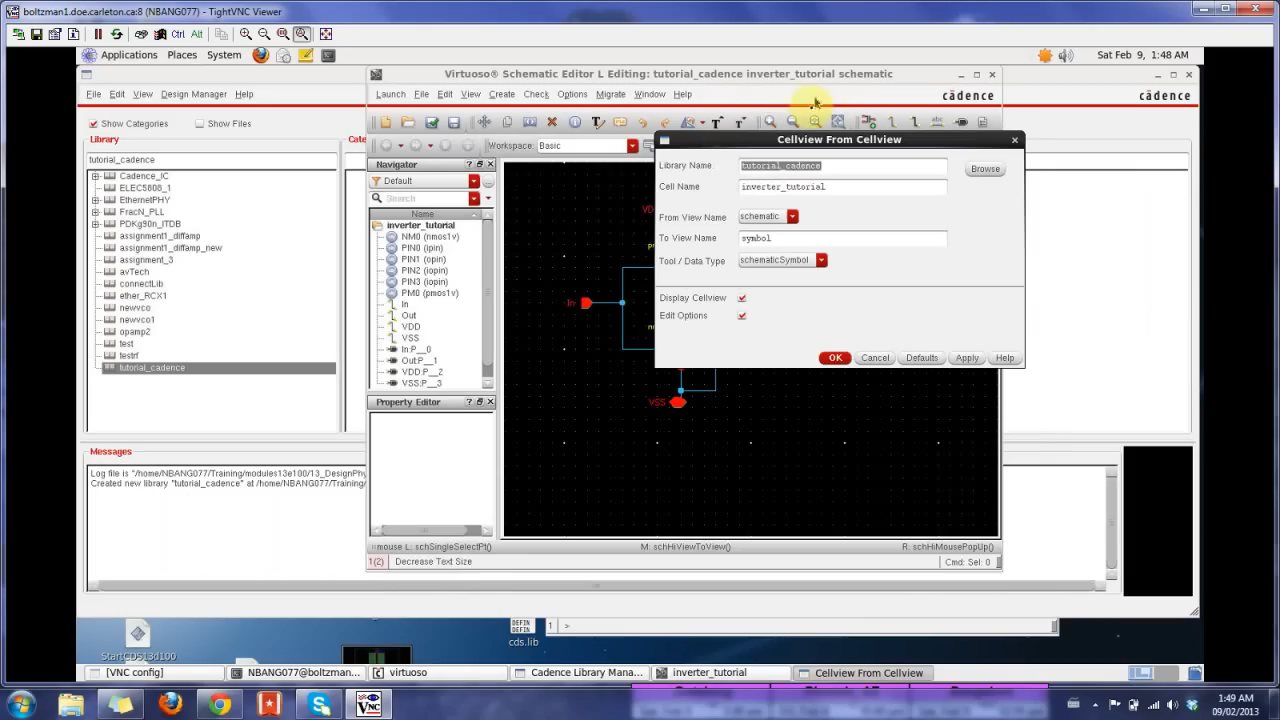 boltzman1.doe.carleton.ca:8 (NBANG077) - TightVNC Viewer
Ctrl Alt
Applications Places System
Sat Feb 9, 1:48 AM
Virtuoso® Schematic Editor L Editing: tutorial_cadence inverter_tutorial schematic
File Edit View Design Manager Help
Launch File Edit View Create Check Options Migrate Window Help
cādence
cādence
Show Categories
Show Files
Library
tutorial_cadence
Cadence_IC
ELEC5808_1
EthernetPHY
FracN_PLL
PDKg90n_ITDB
assignment1_diffamp
assignment1_diffamp_new
assignment_3
avTech
connectLib
ether_RCX1
newvco
newvco1
opamp2
test
testrf
tutorial_cadence
Workspace: Basic
Navigator
Default
Search
Name
inverter_tutorial
NM0 (nmos1v)
PIN0 (ipin)
PIN1 (opin)
PIN2 (iopin)
PIN3 (iopin)
PM0 (pmos1v)
In
Out
VDD
VSS
In:P__0
Out:P__1
VDD:P__2
VSS:P__3
Property Editor
In
VSS
Cellview From Cellview
Library Name tutorial_cadence
Browse
Cell Name inverter_tutorial
From View Name schematic
To View Name symbol
Tool / Data Type schematicSymbol
Display Cellview
Edit Options
OK Cancel Defaults Apply Help
Messages
Log file is "/home/NBANG077/Training/modules13e100/13_DesignPhy
Created new library "tutorial_cadence" at /home/NBANG077/Training/
mouse L: schSingleSelectPt()
M: schHiViewToView()
R: schHiMousePopUp()
1(2) Decrease Text Size
Cmd: Sel: 0
1 >
StartCDS13d100
DEFIN
DEFIN
cds.lib
[VNC config]
NBANG077@boltzman...
virtuoso
Cadence Library Mana...
inverter_tutorial
Cellview From Cellview
1:49 AM
09/02/2013